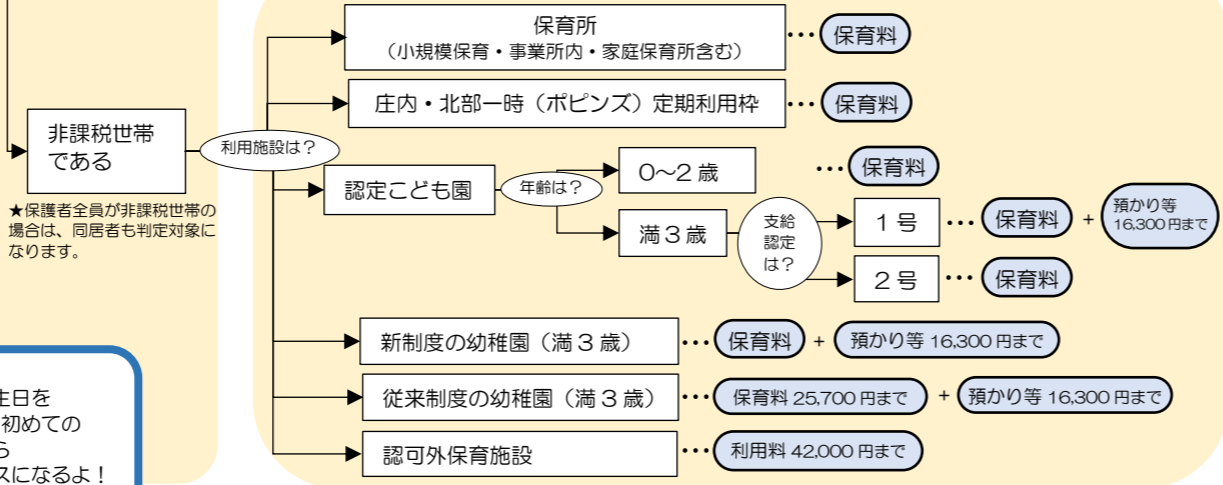 非課税世帯
である
★保護者全員が非課税世帯の
場合は、同居者も判定対象に
なります。
利用施設は？
保育所
（小規模保育・事業所内・家庭保育所含む）
･･･ 保育料
庄内・北部一時（ポピンズ）定期利用枠
･･･ 保育料
認定こども園
年齢は？
0～2歳
･･･ 保育料
満3歳
支給
認定
は？
1号
･･･ 保育料 + 預かり等
16,300円まで
2号
･･･ 保育料
新制度の幼稚園（満3歳）
･･･ 保育料 + 預かり等 16,300円まで
従来制度の幼稚園（満3歳）
･･･ 保育料 25,700円まで + 預かり等 16,300円まで
認可外保育施設
･･･ 利用料 42,000円まで
生日を
初めての
ら
スになるよ！